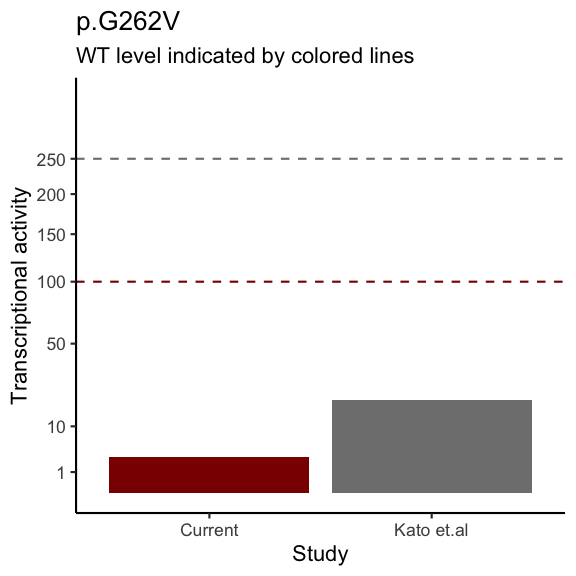 p.G262V
WT level indicated by colored lines
Transcriptional activity
250
200
150
100
50
10
1
Current
Kato et.al
Study